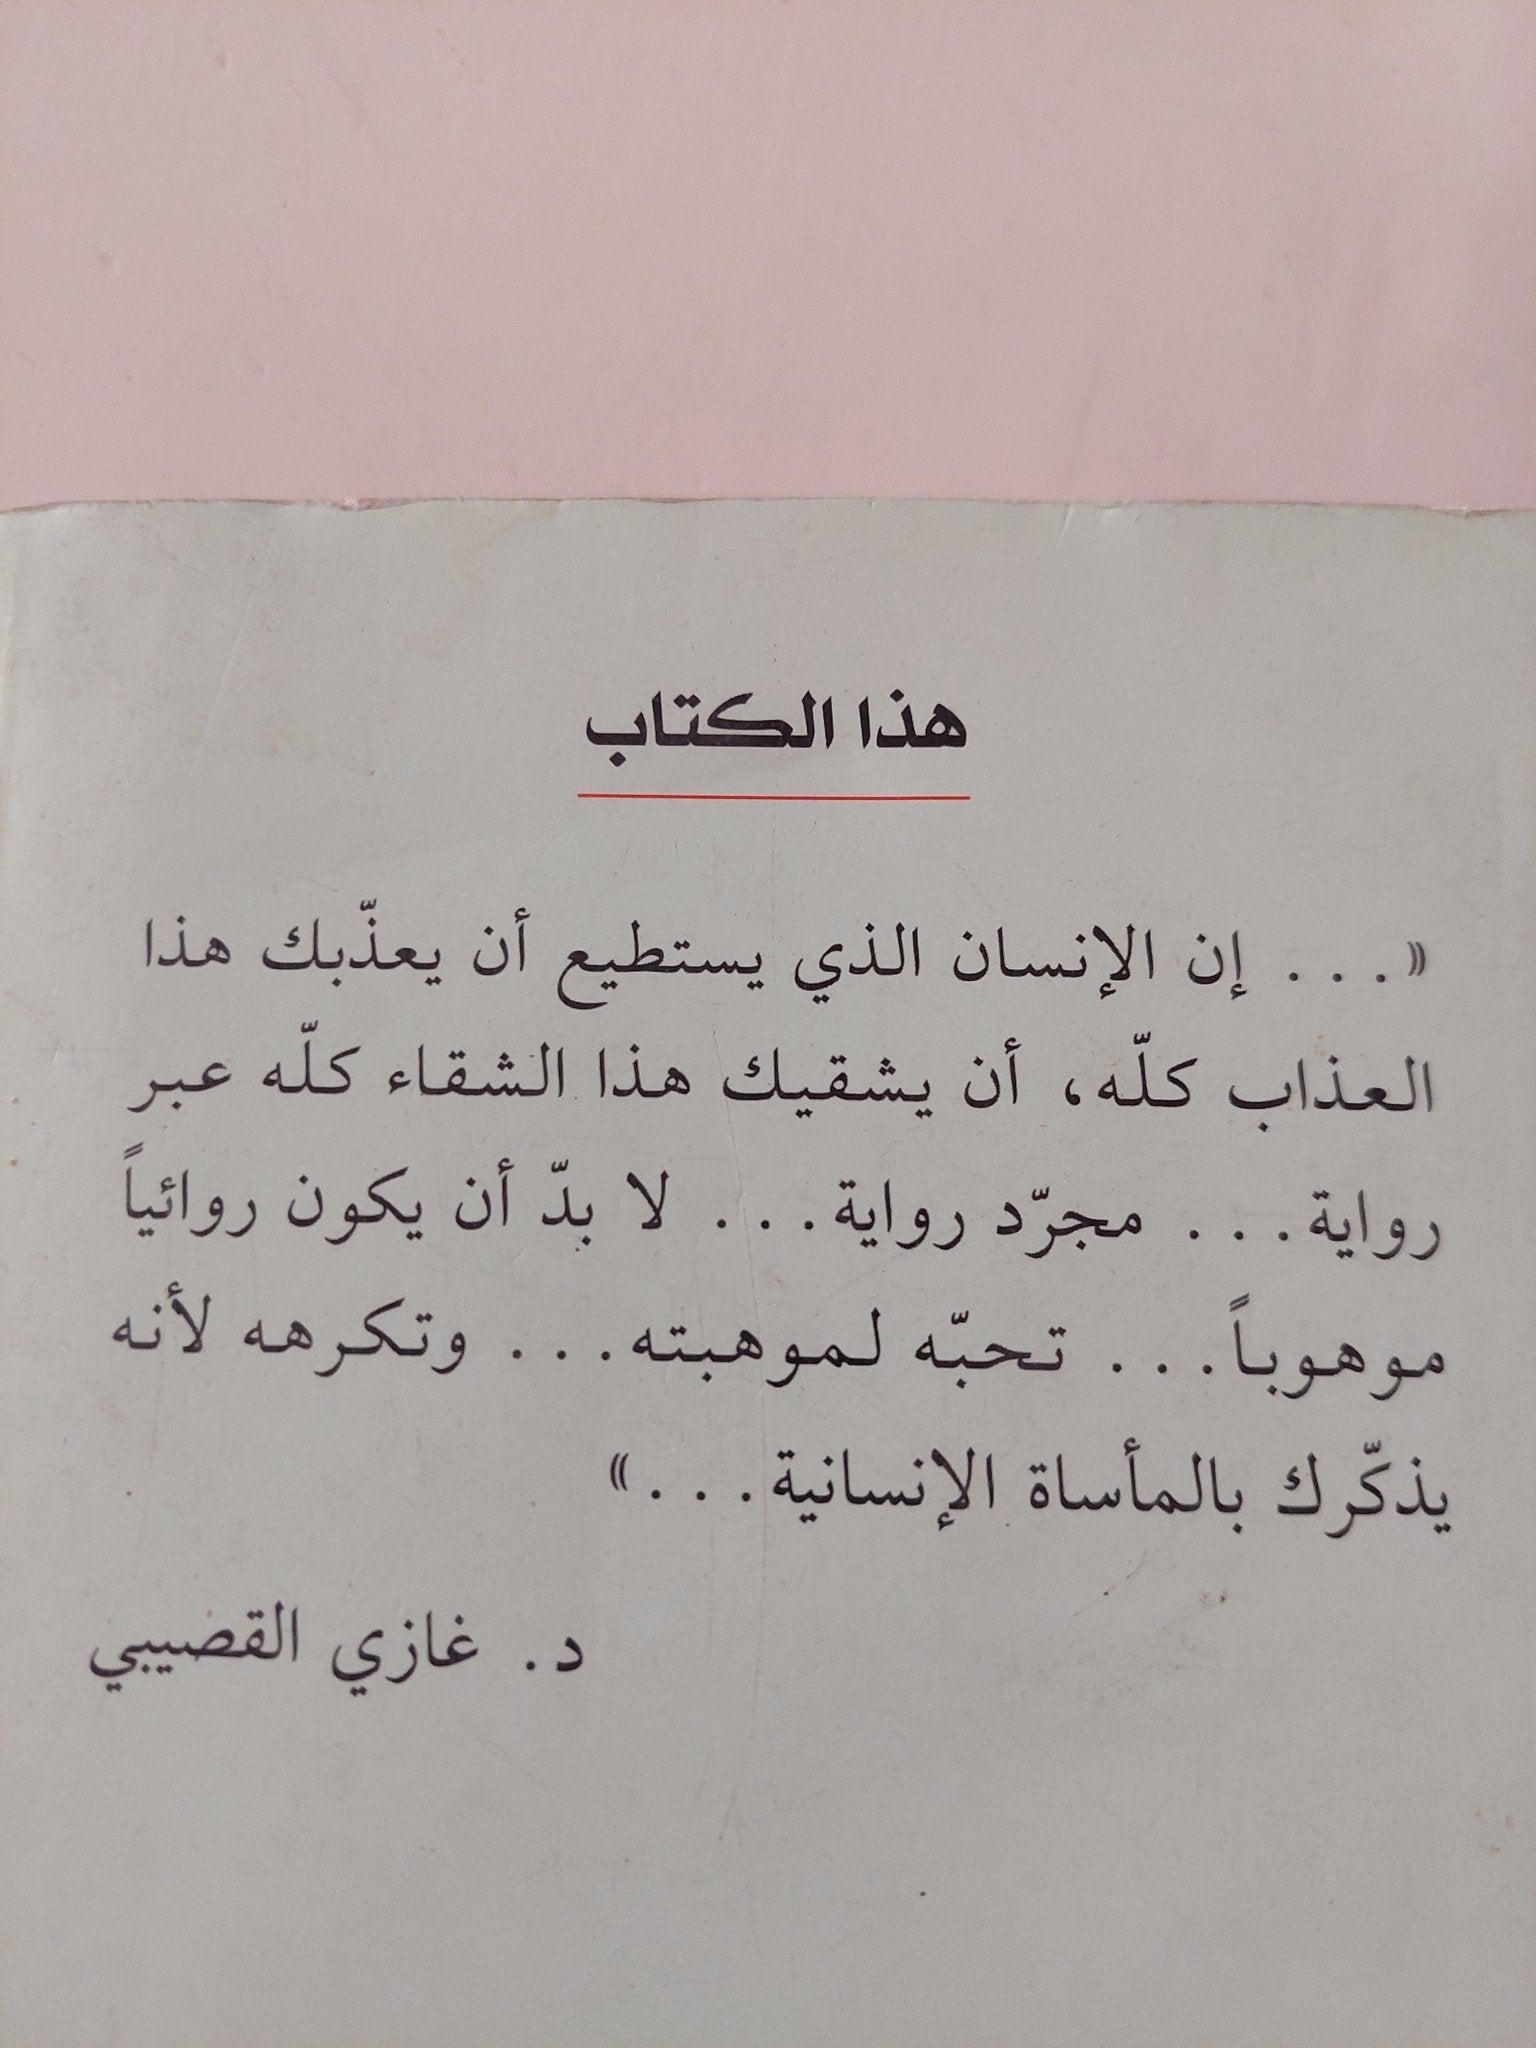 هذا الكتاب
«... إن الإنسان الذي يستطيع أن يعذّبك هذا
العذاب كلّه، أن يشقيك هذا الشقاء كلّه عبر
رواية... مجرّد رواية... لا بدّ أن يكون روائياً
موهوباً... تحبّه لموهبته... وتكرهه لأنه
يذكّرك بالمأساة الإنسانية...»
د. غازي القصيبي